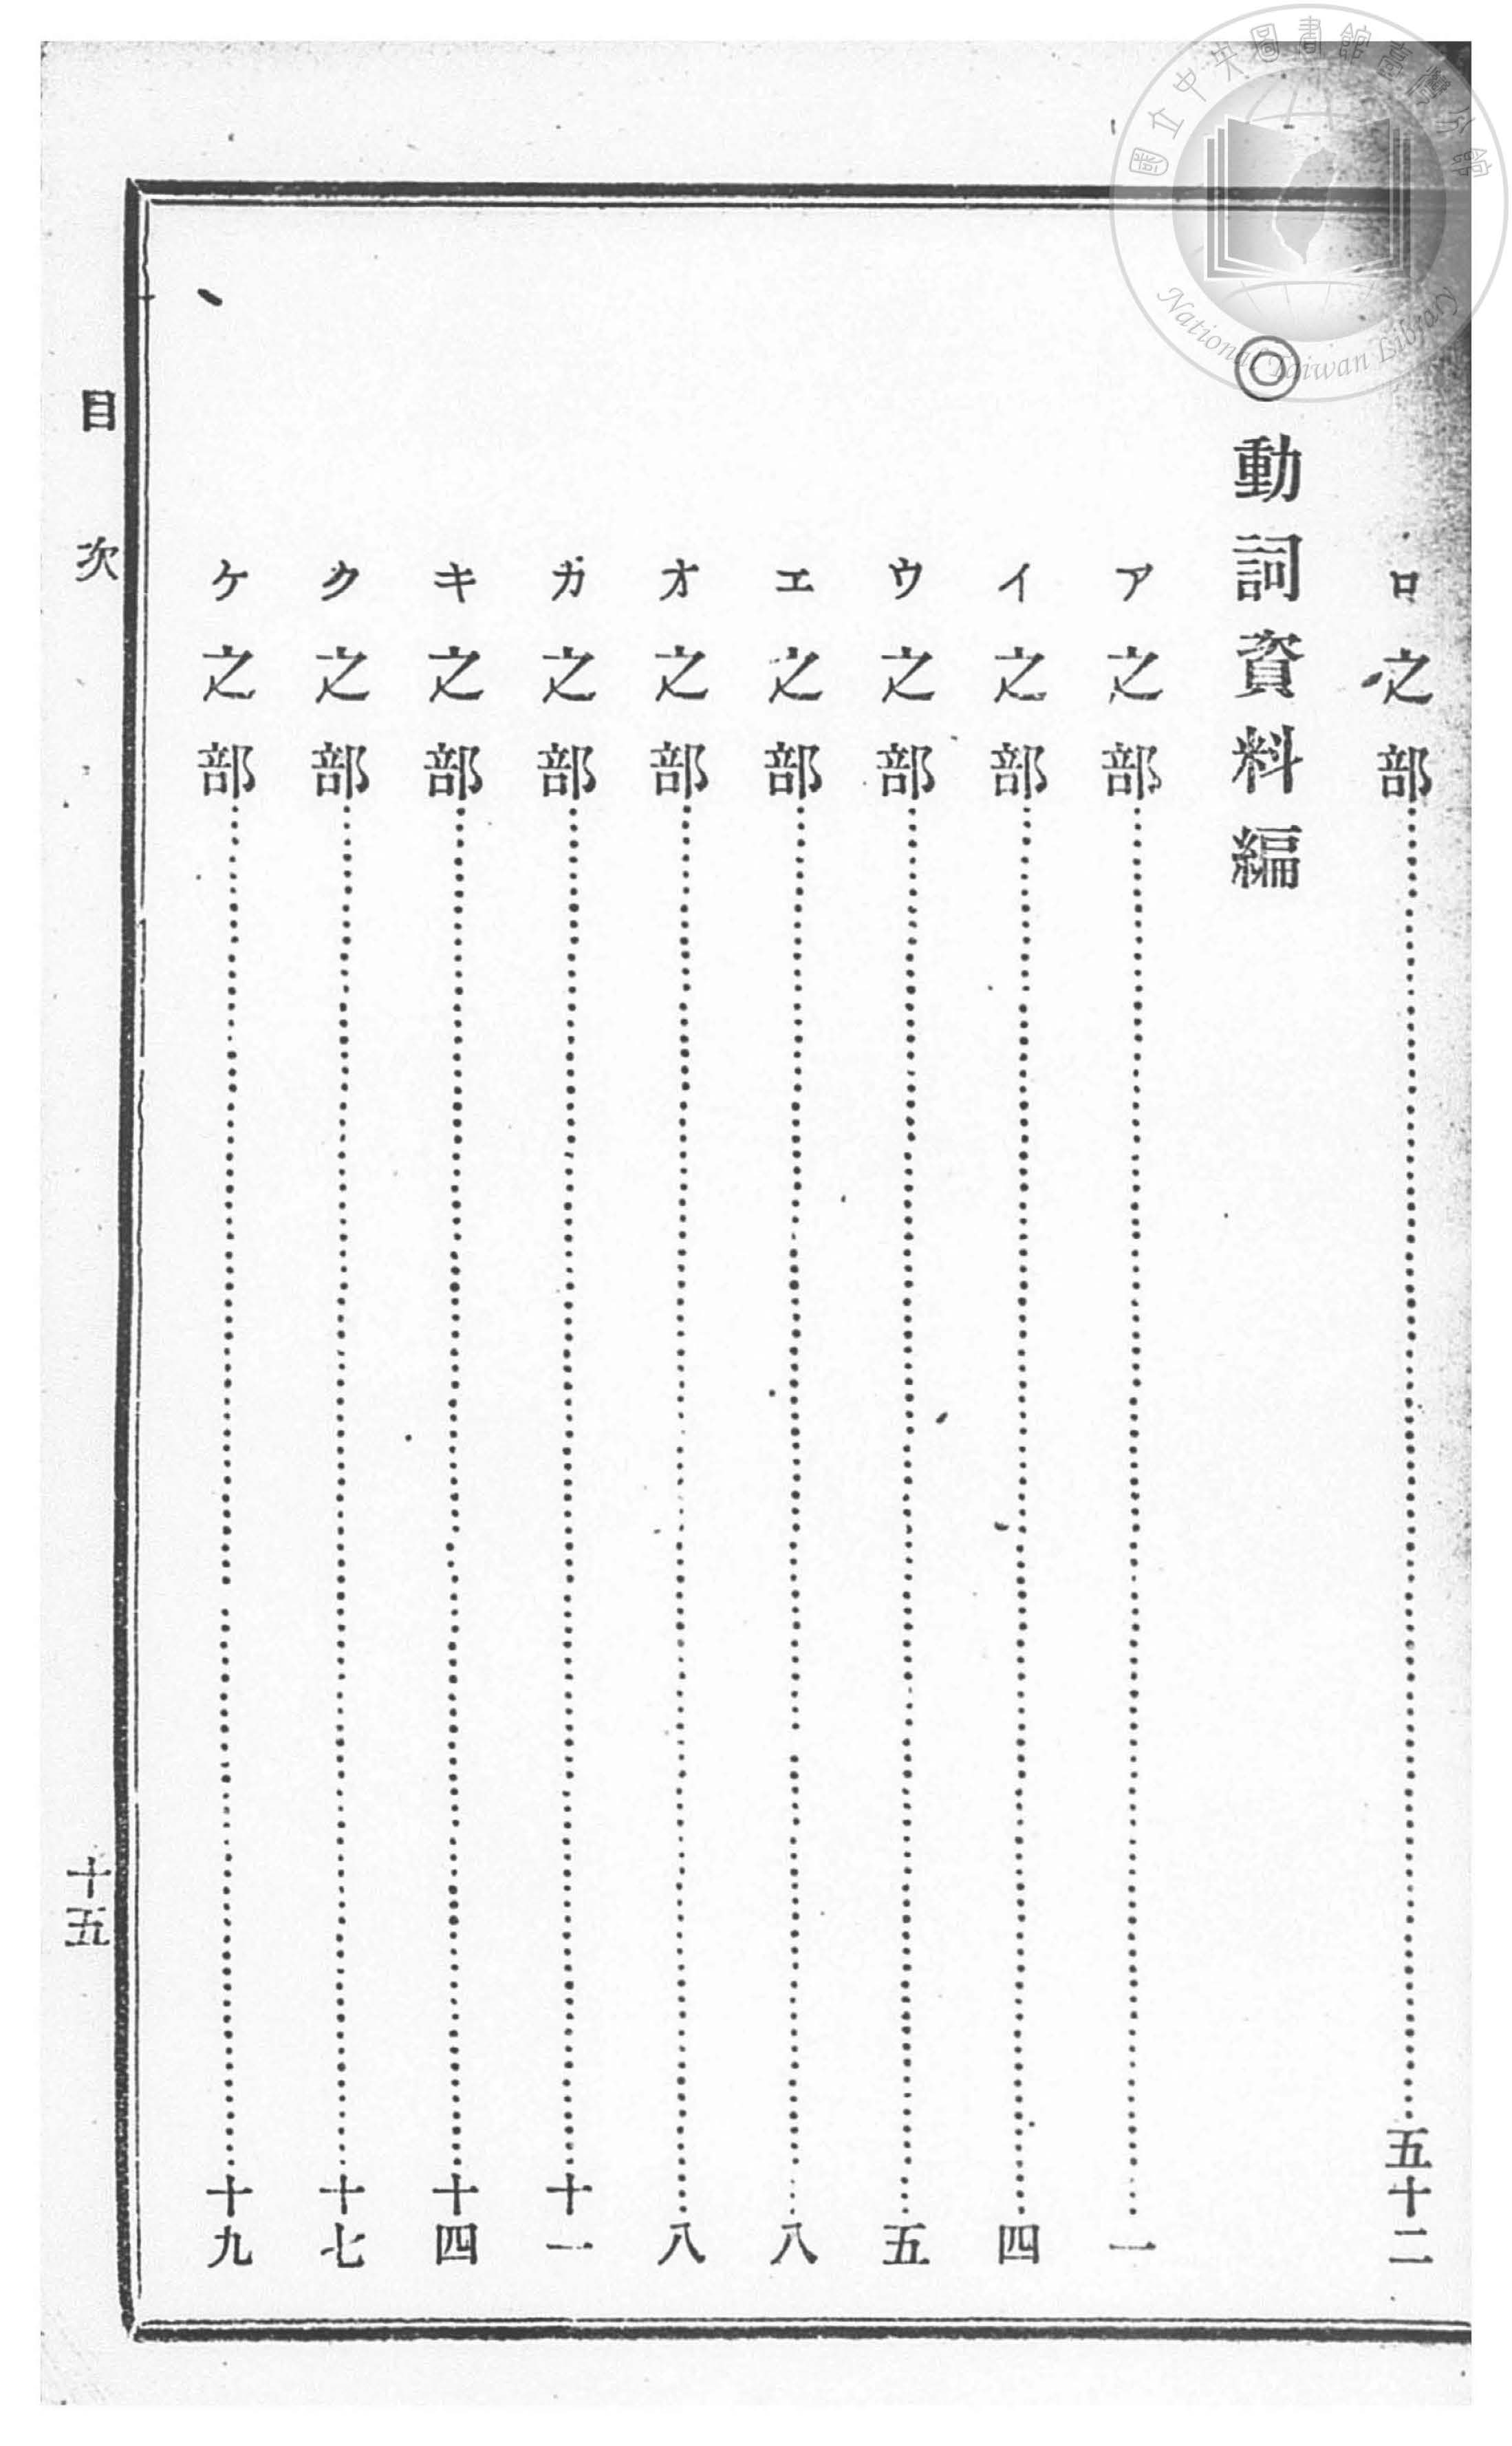 ロ之部………五十二
◎動詞資料編
ア之部………一
イ之部………四
ウ之部………五
エ之部………八
オ之部………八
カ之部………十一
キ之部………十四
ク之部………十七
ケ之部………十九
目次
十五
國立中央圖書館臺灣分館
National Taiwan Library